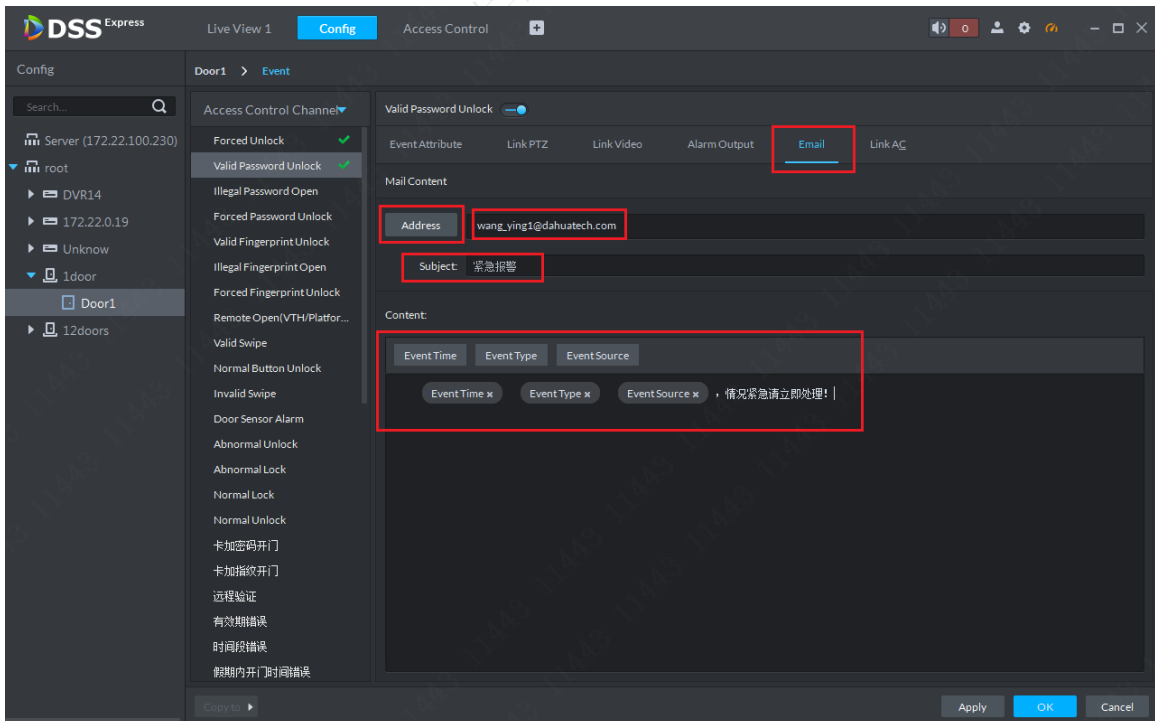 DSS Express
Live View 1
Config
Access Control
0
Config
Door1 > Event
Search...
Access Control Channel
Valid Password Unlock
Server (172.22.100.230)
root
DVR14
172.22.0.19
Unknow
1door
Door1
12doors
Forced Unlock
Valid Password Unlock
Illegal Password Open
Forced Password Unlock
Valid Fingerprint Unlock
Illegal Fingerprint Open
Forced Fingerprint Unlock
Remote Open(VTH/Platfor...
Valid Swipe
Normal Button Unlock
Invalid Swipe
Door Sensor Alarm
Abnormal Unlock
Abnormal Lock
Normal Lock
Normal Unlock
卡加密码开门
卡加指纹开门
远程验证
有效期错误
时间段错误
假期内开门时间错误
Event Attribute
Link PTZ
Link Video
Alarm Output
Email
Link AC
Mail Content
Address wang_ying1@dahuatech.com
Subject: 紧急报警
Content:
Event Time Event Type Event Source
Event Time × Event Type × Event Source × ，情况紧急请立即处理！
Copy to
Apply
OK
Cancel
11443 11443 11443